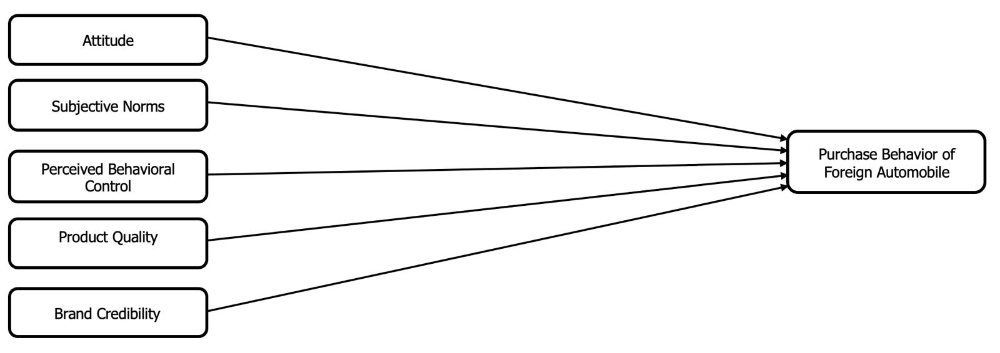 Attitude
Subjective Norms
Perceived Behavioral
Control
Product Quality
Brand Credibility
Purchase Behavior of
Foreign Automobile